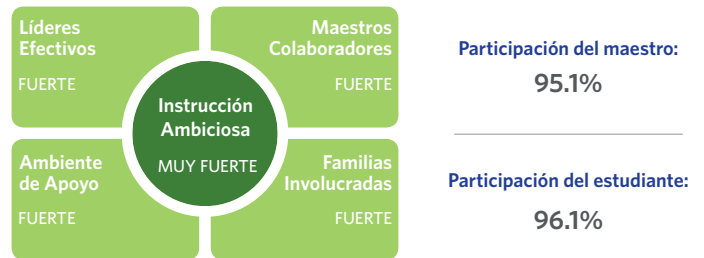 Líderes
Efectivos
FUERTE
Maestros
Colaboradores
FUERTE
Instrucción
Ambiciosa
MUY FUERTE
Ambiente
de Apoyo
FUERTE
Familias
Involucradas
FUERTE
Participación del maestro:
95.1%
Participación del estudiante:
96.1%